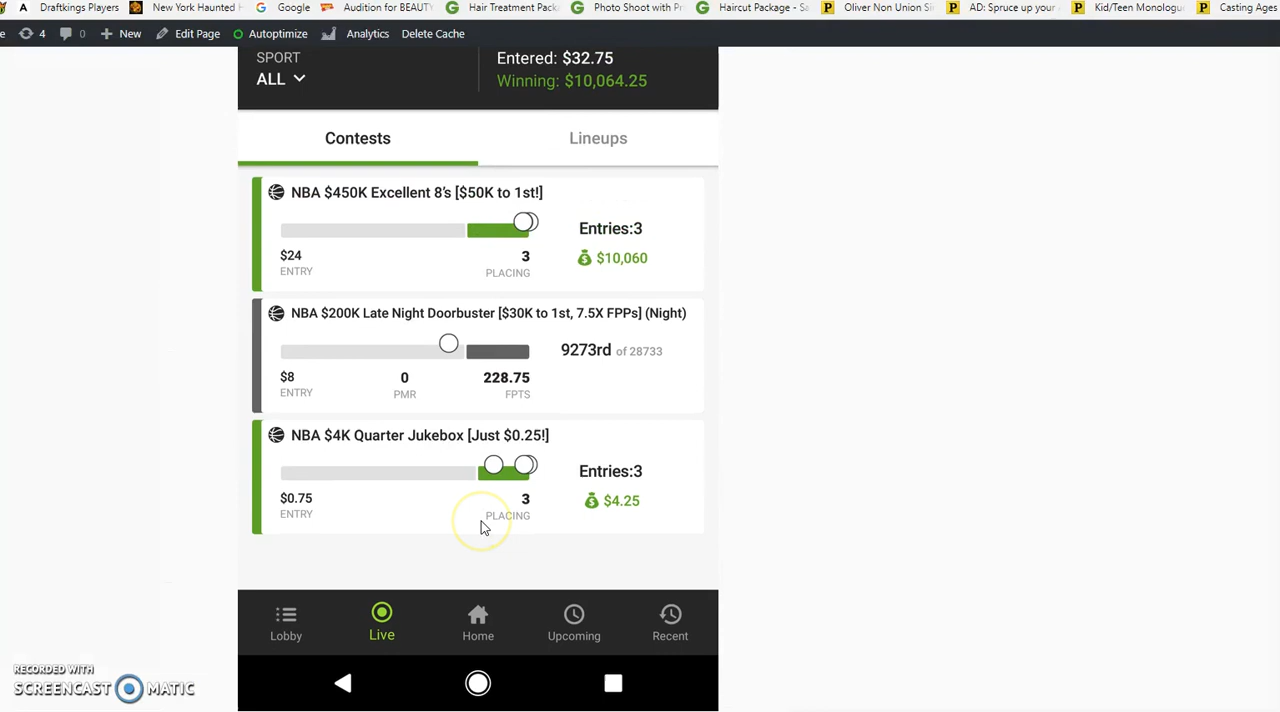 A Draftkings Players New York Haunted H Google Audition for BEAUTY Hair Treatment Packa Photo Shoot with Pri Haircut Package - Sa Oliver Non Union Si AD: Spruce up your Kid/Teen Monologue Casting Ages
e 4 0 New Edit Page Autoptimize Analytics Delete Cache
SPORT
ALL
Entered: $32.75
Winning: $10,064.25
Contests Lineups
NBA $450K Excellent 8's [$50K to 1st!]
Entries:3
$24 3 $10,060
ENTRY PLACING
NBA $200K Late Night Doorbuster [$30K to 1st, 7.5X FPPs] (Night)
9273rd of 28733
$8 0 228.75
ENTRY PMR FPTS
NBA $4K Quarter Jukebox [Just $0.25!]
Entries:3
$0.75 3 $4.25
ENTRY PLACING
Lobby Live Home Upcoming Recent
RECORDED WITH
SCREENCAST MATIC